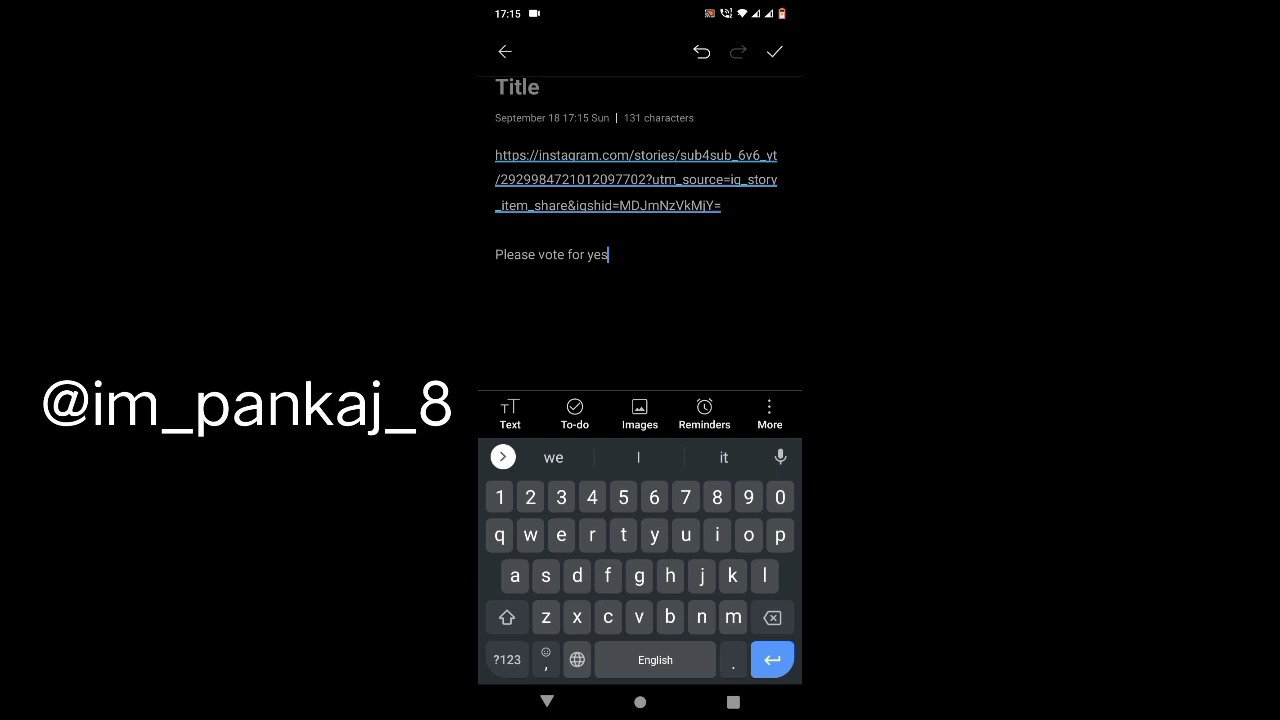 17:15
Title
September 18 17:15 Sun | 131 characters
https://instagram.com/stories/sub4sub_6v6_yt
/2929984721012097702?utm_source=ig_story
_item_share&igshid=MDJmNzVkMjY=
Please vote for yes
@im_pankaj_8
Text To-do Images Reminders More
we I it
1 2 3 4 5 6 7 8 9 0
q w e r t y u i o p
a s d f g h j k l
z x c v b n m
?123 , English .